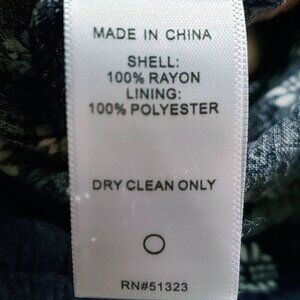 MADE IN CHINA
SHELL:
100% RAYON
LINING:
100% POLYESTER
DRY CLEAN ONLY
RN#51323